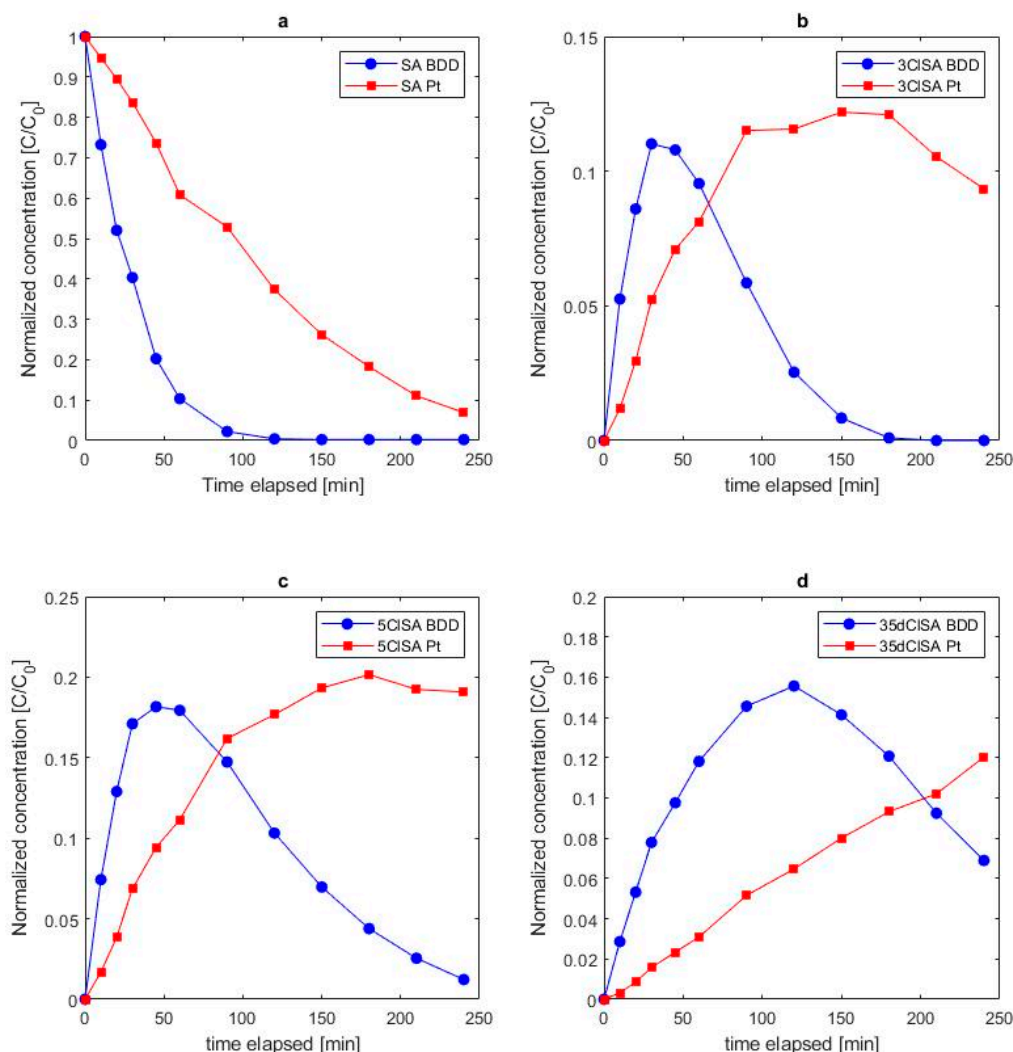 a
1
0.9
0.8
0.7
0.6
0.5
0.4
0.3
0.2
0.1
0
0
50
100
150
200
250
Normalized concentration [C/C0]
Time elapsed [min]
SA BDD
SA Pt
b
0.15
0.1
0.05
0
0
50
100
150
200
250
Normalized concentration [C/C0]
time elapsed [min]
3ClSA BDD
3ClSA Pt
c
0.25
0.2
0.15
0.1
0.05
0
0
50
100
150
200
250
Normalized concentration [C/C0]
time elapsed [min]
5ClSA BDD
5ClSA Pt
d
0.2
0.18
0.16
0.14
0.12
0.1
0.08
0.06
0.04
0.02
0
0
50
100
150
200
250
Normalized concentration [C/C0]
time elapsed [min]
35dClSA BDD
35dClSA Pt